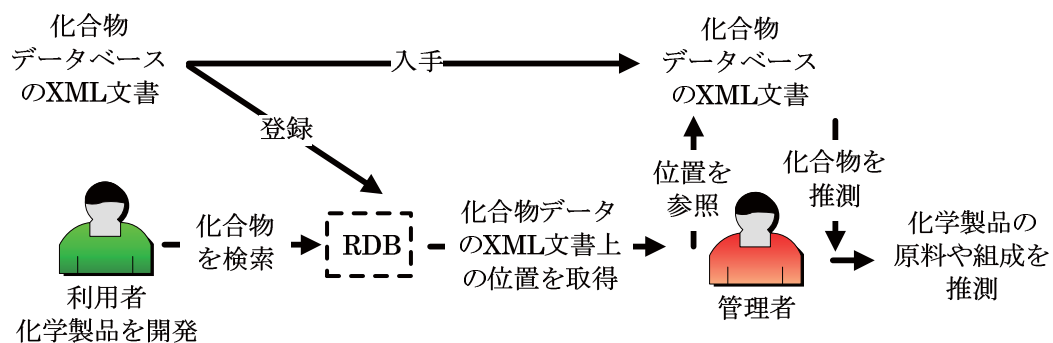 化合物
データベース
のXML文書
入手
化合物
データベース
のXML文書
登録
位置を
参照
化合物を
推測
化合物
を検索
RDB
化合物データ
のXML文書上
の位置を取得
化学製品の
原料や組成を
推測
利用者
化学製品を開発
管理者